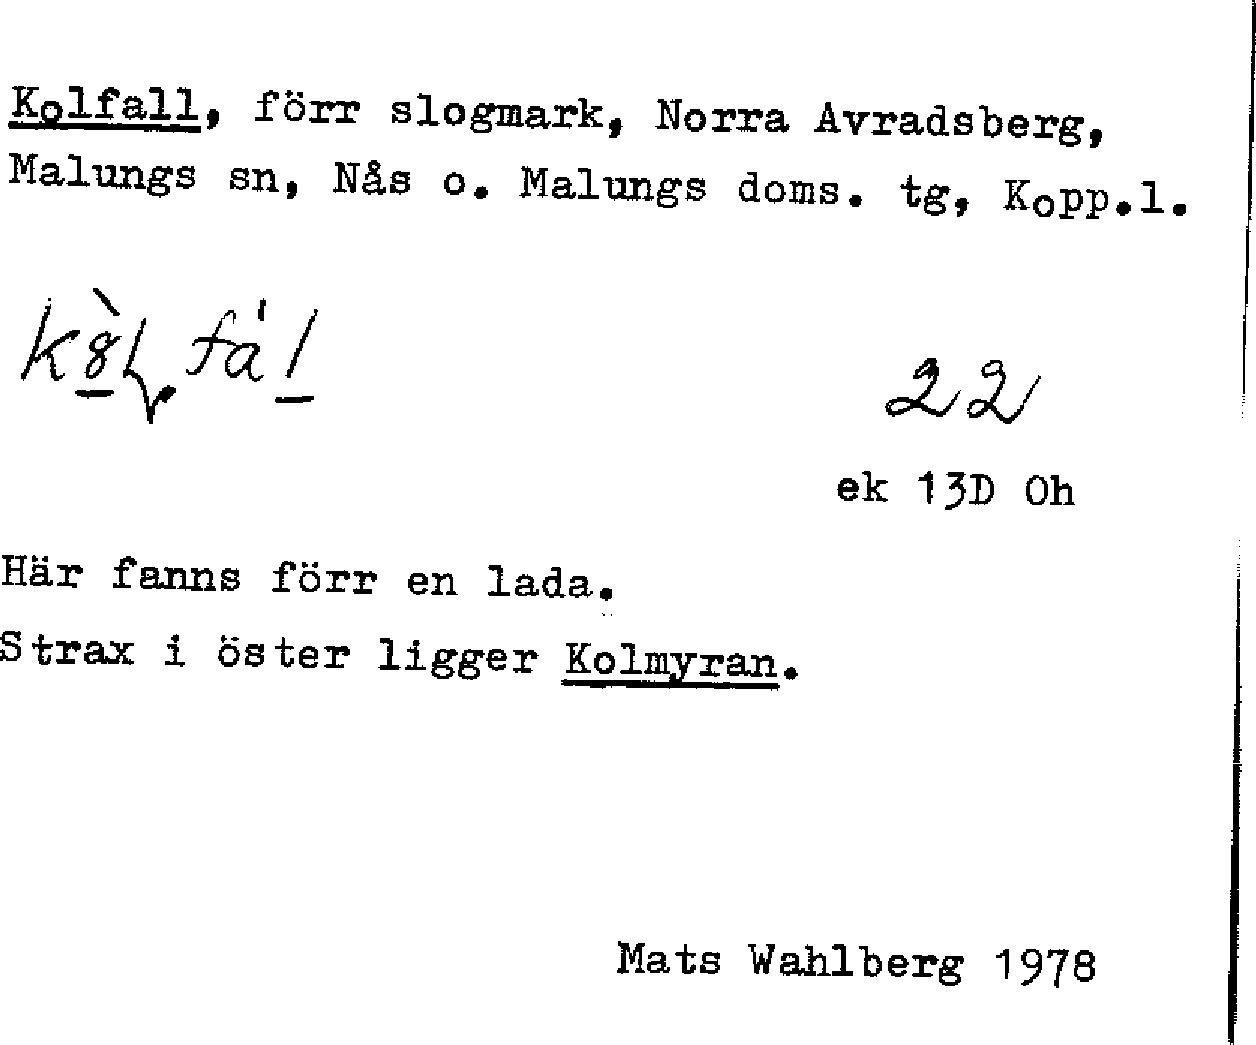 Kolfall, förr slogmark, Norra Avradsberg,
Malungs sn, Nås o. Malungs doms. tg, Kopp.l.
22
ek 13D 0h
Här fanns förr en lada.
Strax i öster ligger Kolmyran.
Mats Wahlberg 1978